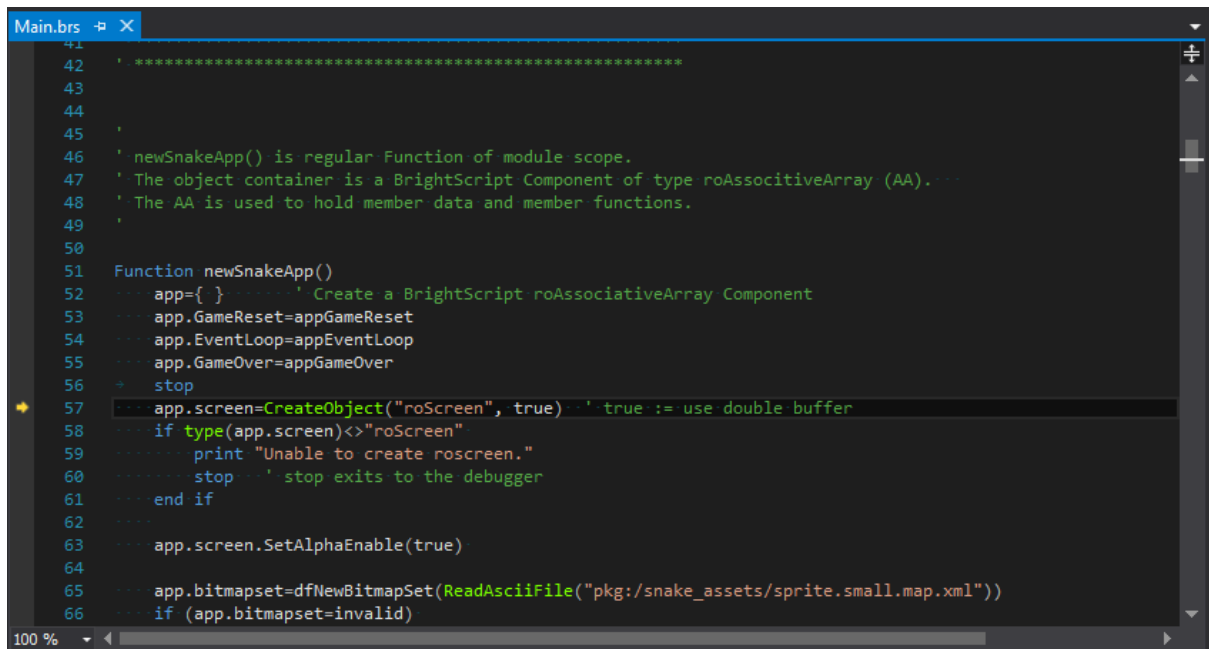 Main.brs
41
42 ' *******************************************************
43
44
45 '
46 ' newSnakeApp() is regular Function of module scope.
47 ' The object container is a BrightScript Component of type roAssocitiveArray (AA).
48 ' The AA is used to hold member data and member functions.
49 '
50
51 Function newSnakeApp()
52 app={ } ' Create a BrightScript roAssociativeArray Component
53 app.GameReset=appGameReset
54 app.EventLoop=appEventLoop
55 app.GameOver=appGameOver
56 stop
57 app.screen=CreateObject("roScreen", true) ' true := use double buffer
58 if type(app.screen)<>"roScreen"
59 print "Unable to create roscreen."
60 stop ' stop exits to the debugger
61 end if
62
63 app.screen.SetAlphaEnable(true)
64
65 app.bitmapset=dfNewBitmapSet(ReadAsciiFile("pkg:/snake_assets/sprite.small.map.xml"))
66 if (app.bitmapset=invalid)
100 %